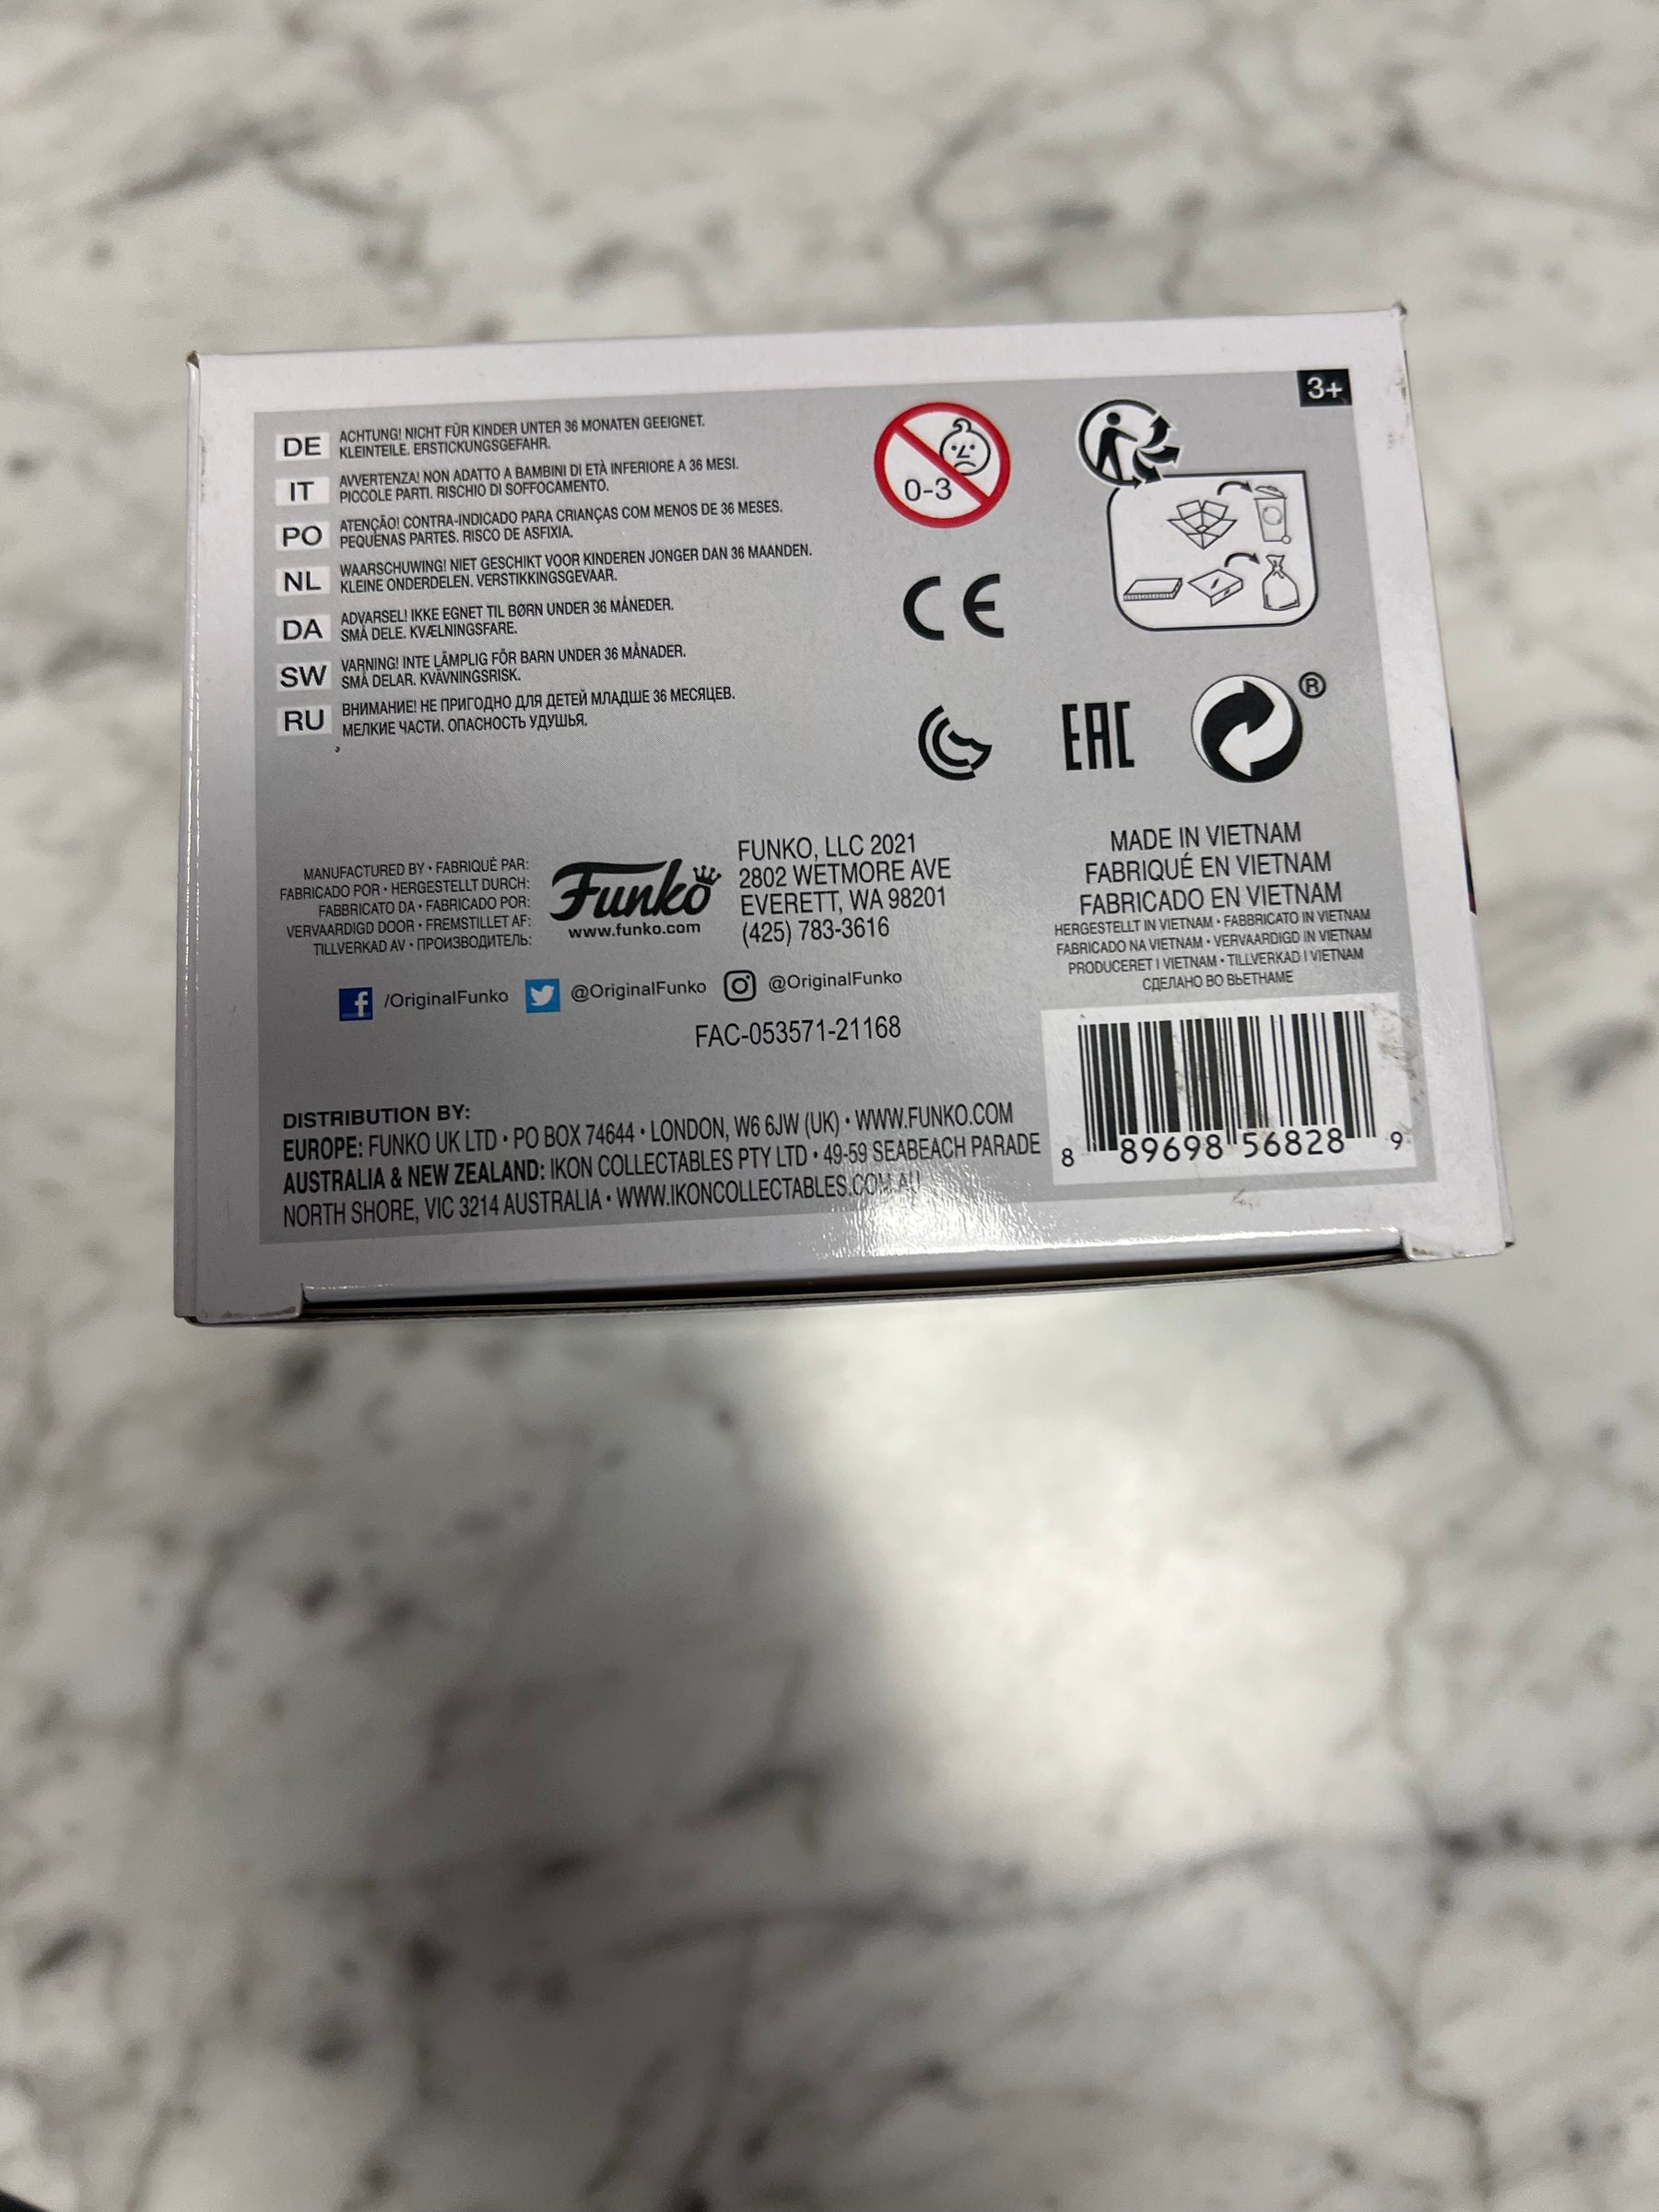 3+
DE ACHTUNG! NICHT FÜR KINDER UNTER 36 MONATEN GEEIGNET.
KLEINTEILE. ERSTICKUNGSGEFAHR.
IT AVVERTENZA! NON ADATTO A BAMBINI DI ETÀ INFERIORE A 36 MESI.
PICCOLE PARTI. RISCHIO DI SOFFOCAMENTO.
PO ATENÇÃO! CONTRA-INDICADO PARA CRIANÇAS COM MENOS DE 36 MESES.
PEQUENAS PARTES. RISCO DE ASFIXIA.
NL WAARSCHUWING! NIET GESCHIKT VOOR KINDEREN JONGER DAN 36 MAANDEN.
KLEINE ONDERDELEN. VERSTIKKINGSGEVAAR.
DA ADVARSEL! IKKE EGNET TIL BØRN UNDER 36 MÅNEDER.
SMÅ DELE. KVÆLNINGSFARE.
SW VARNING! INTE LÄMPLIG FÖR BARN UNDER 36 MÅNADER.
SMÅ DELAR. KVÄVNINGSRISK.
RU ВНИМАНИЕ! НЕ ПРИГОДНО ДЛЯ ДЕТЕЙ МЛАДШЕ 36 МЕСЯЦЕВ.
МЕЛКИЕ ЧАСТИ. ОПАСНОСТЬ УДУШЬЯ.
0-3
CE
EAC
®
MANUFACTURED BY • FABRIQUÉ PAR:
FABRICADO POR • HERGESTELLT DURCH:
FABBRICATO DA • FABRICADO POR:
VERVAARDIGD DOOR • FREMSTILLET AF:
TILLVERKAD AV • ПРОИЗВОДИТЕЛЬ:
Funko
www.funko.com
FUNKO, LLC 2021
2802 WETMORE AVE
EVERETT, WA 98201
(425) 783-3616
MADE IN VIETNAM
FABRIQUÉ EN VIETNAM
FABRICADO EN VIETNAM
HERGESTELLT IN VIETNAM • FABBRICATO IN VIETNAM
FABRICADO NA VIETNAM • VERVAARDIGD IN VIETNAM
PRODUCERET I VIETNAM • TILLVERKAD I VIETNAM
СДЕЛАНО ВО ВЬЕТНАМЕ
/OriginalFunko @OriginalFunko @OriginalFunko
FAC-053571-21168
DISTRIBUTION BY:
EUROPE: FUNKO UK LTD • PO BOX 74644 • LONDON, W6 6JW (UK) • WWW.FUNKO.COM
AUSTRALIA & NEW ZEALAND: IKON COLLECTABLES PTY LTD • 49-59 SEABEACH PARADE
NORTH SHORE, VIC 3214 AUSTRALIA • WWW.IKONCOLLECTABLES.COM.AU
8 89698 56828 9